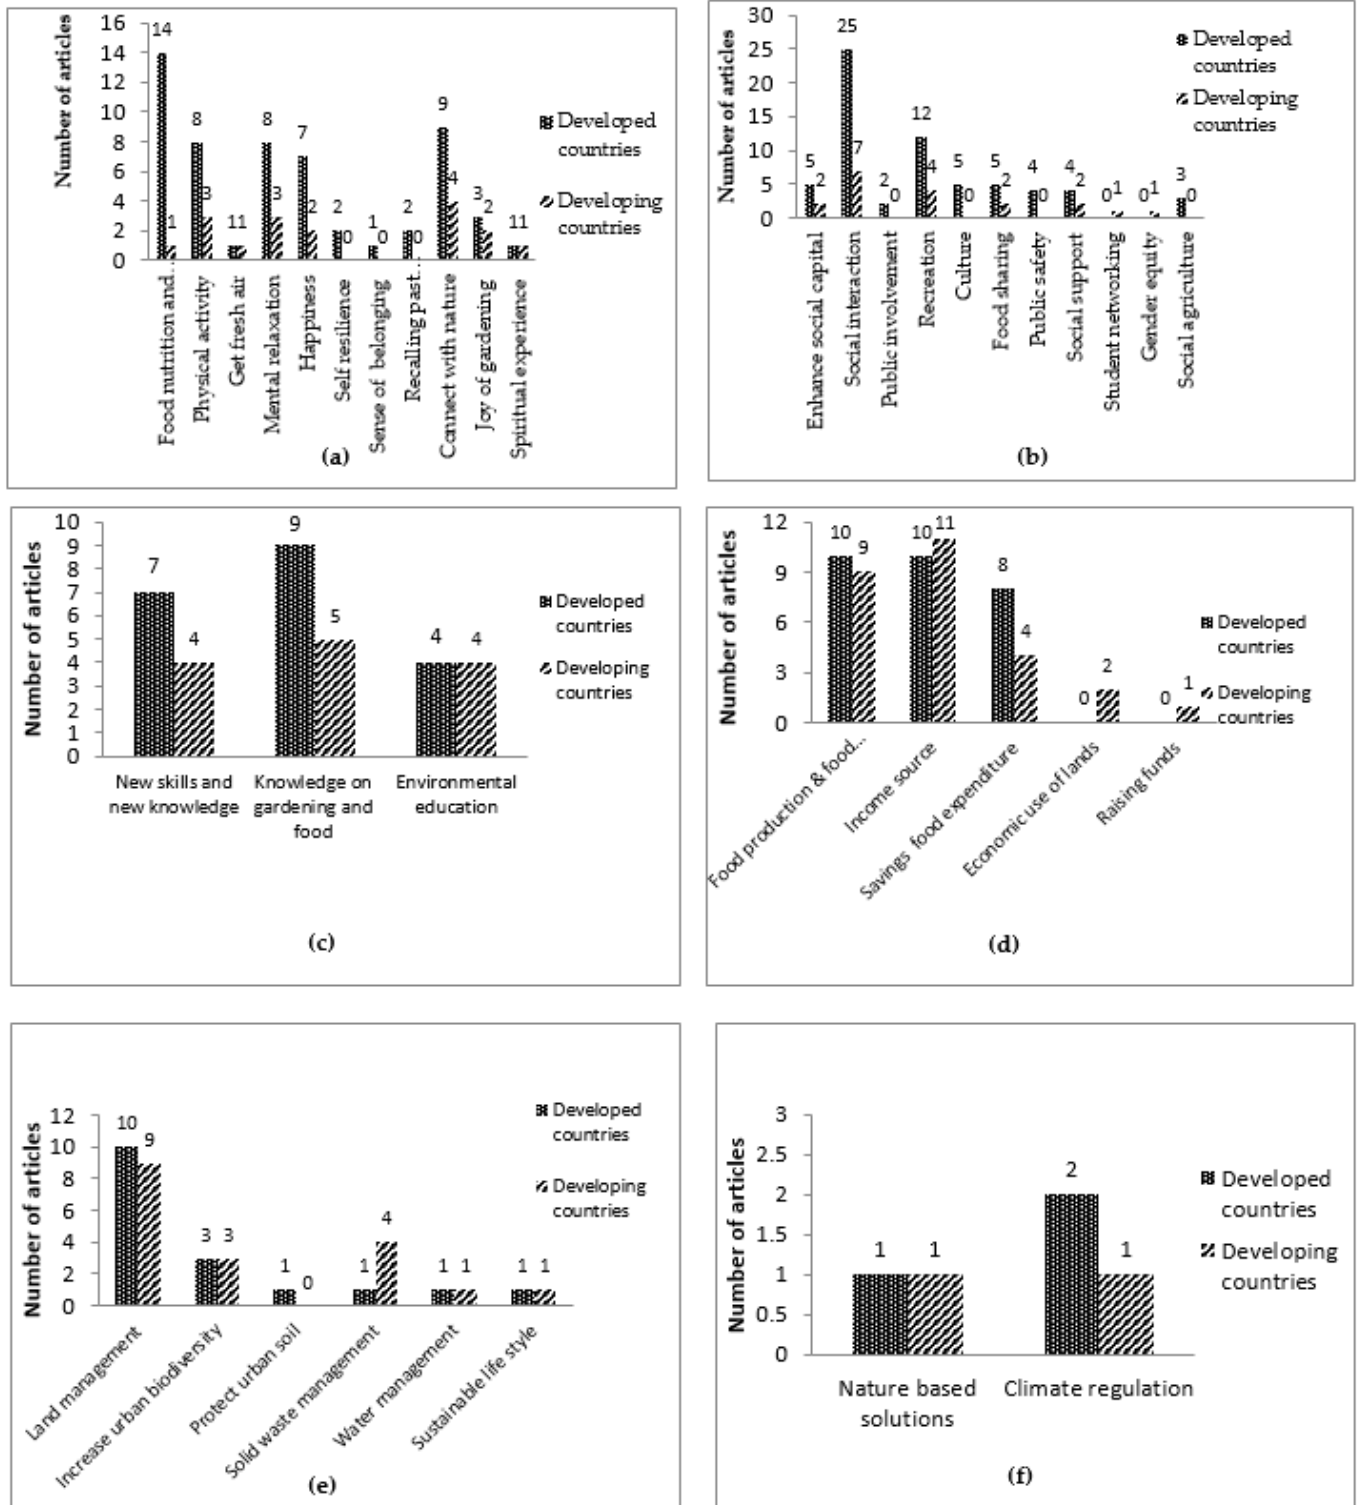 Number of articles
16
14
12
10
8
6
4
2
0
14
1
8
3
11
8
3
7
2
2
0
1
0
2
0
9
4
3
2
11
Developed
countries
Developing
countries
Food nutrition and...
Physical activity
Get fresh air
Mental relaxation
Happiness
Self resilience
Sense of belonging
Recalling past...
Connect with nature
Joy of gardening
Spiritual experience
(a)
Number of articles
30
25
20
15
10
5
0
5
2
25
7
2
0
12
4
5
0
5
2
4
0
4
2
0
1
0
1
3
0
Developed
countries
Developing
countries
Enhance social capital
Social interaction
Public involvement
Recreation
Culture
Food sharing
Public safety
Social support
Student networking
Gender equity
Social agriculture
(b)
Number of articles
10
9
8
7
6
5
4
3
2
1
0
7
4
9
5
4
4
Developed
countries
Developing
countries
New skills and
new knowledge
Knowledge on
gardening and
food
Environmental
education
(c)
Number of articles
12
9
6
3
0
10
9
10
11
8
4
0
2
0
1
Developed
countries
Developing
countries
Food production & food...
Income source
Savings food expenditure
Economic use of lands
Raising funds
(d)
Number of articles
12
10
8
6
4
2
0
10
9
3
3
1
0
1
4
1
1
1
1
Developed
countries
Developing
countries
Land management
Increase urban biodiversity
Protect urban soil
Solid waste management
Water management
Sustainable life style
(e)
Number of articles
3
2.5
2
1.5
1
0.5
0
1
1
2
1
Developed
countries
Developing
countries
Nature based
solutions
Climate regulation
(f)